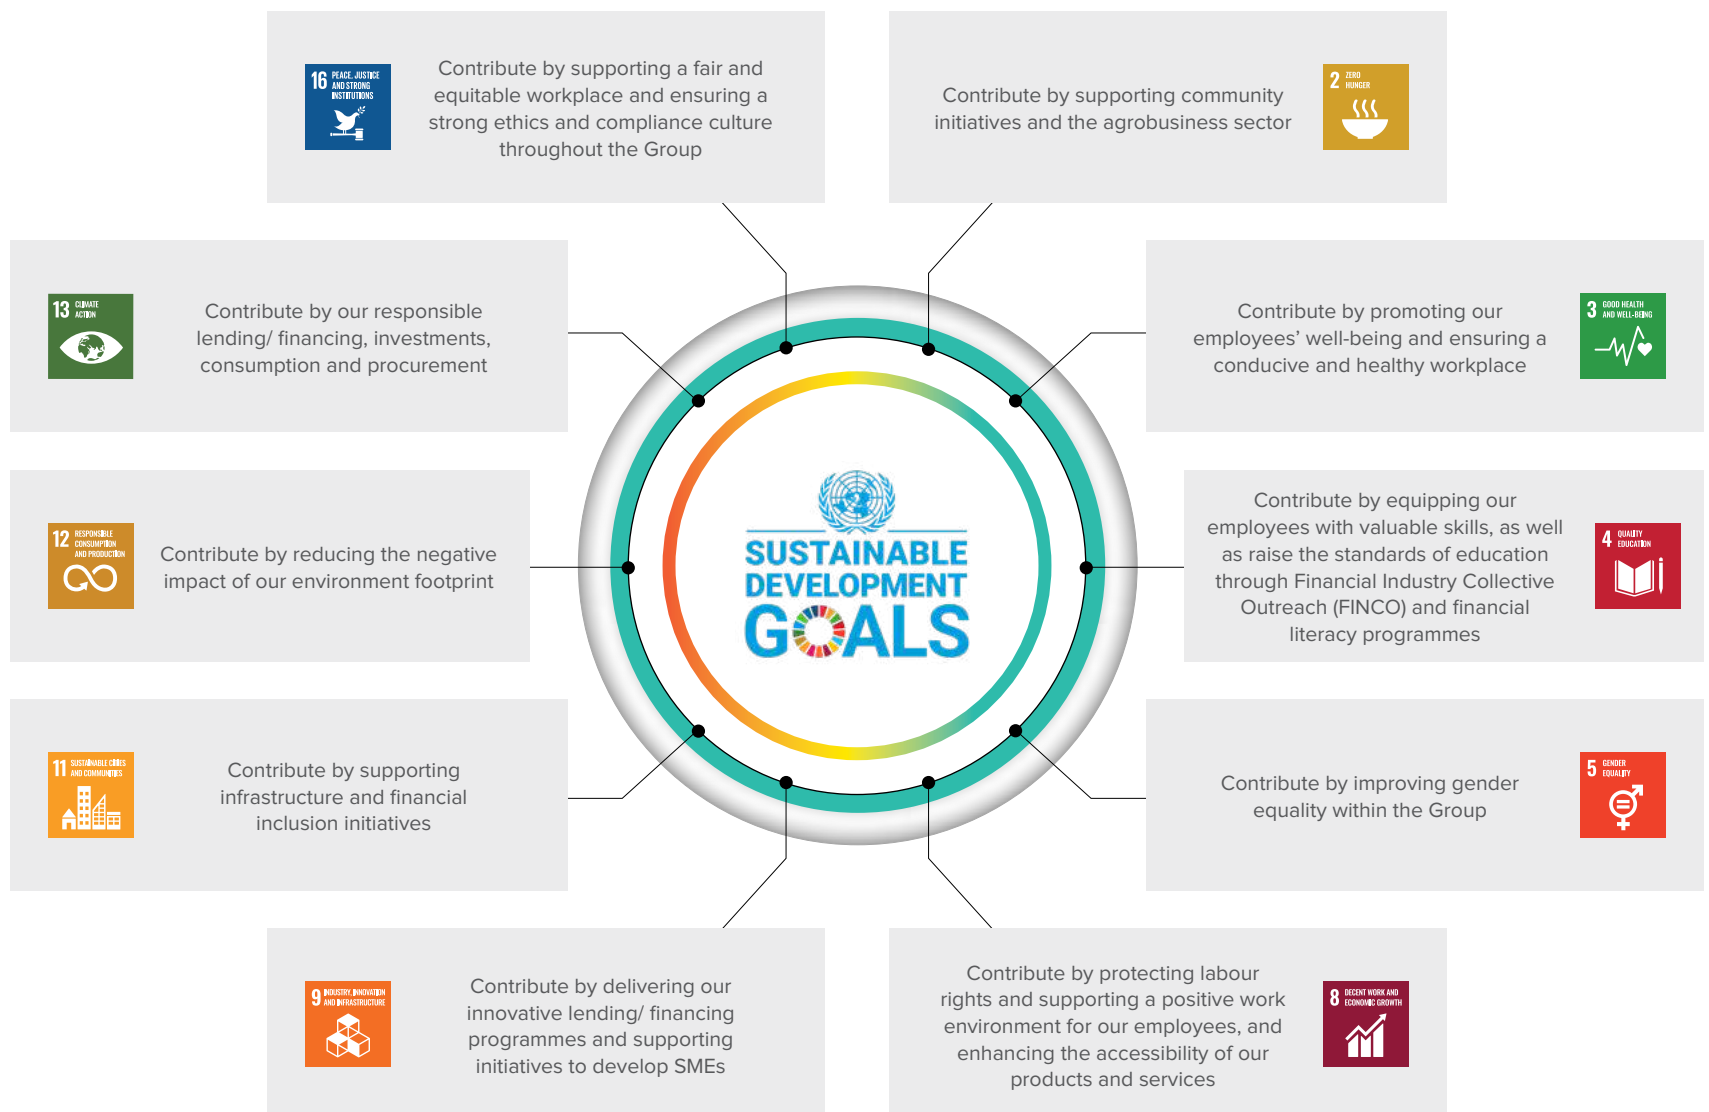 16 PEACE, JUSTICE
AND STRONG
INSTITUTIONS
Contribute by supporting a fair and
equitable workplace and ensuring a
strong ethics and compliance culture
throughout the Group
Contribute by supporting community
initiatives and the agrobusiness sector
2 ZERO
HUNGER
13 CLIMATE
ACTION
Contribute by our responsible
lending/ financing, investments,
consumption and procurement
Contribute by promoting our
employees’ well-being and ensuring a
conducive and healthy workplace
3 GOOD HEALTH
AND WELL-BEING
12 RESPONSIBLE
CONSUMPTION
AND PRODUCTION
Contribute by reducing the negative
impact of our environment footprint
SUSTAINABLE
DEVELOPMENT
GOALS
Contribute by equipping our
employees with valuable skills, as well
as raise the standards of education
through Financial Industry Collective
Outreach (FINCO) and financial
literacy programmes
4 QUALITY
EDUCATION
11 SUSTAINABLE CITIES
AND COMMUNITIES
Contribute by supporting
infrastructure and financial
inclusion initiatives
Contribute by improving gender
equality within the Group
5 GENDER
EQUALITY
9 INDUSTRY, INNOVATION
AND INFRASTRUCTURE
Contribute by delivering our
innovative lending/ financing
programmes and supporting
initiatives to develop SMEs
Contribute by protecting labour
rights and supporting a positive work
environment for our employees, and
enhancing the accessibility of our
products and services
8 DECENT WORK AND
ECONOMIC GROWTH